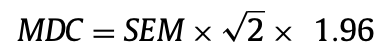 MDC = SEM × √2 × 1.96